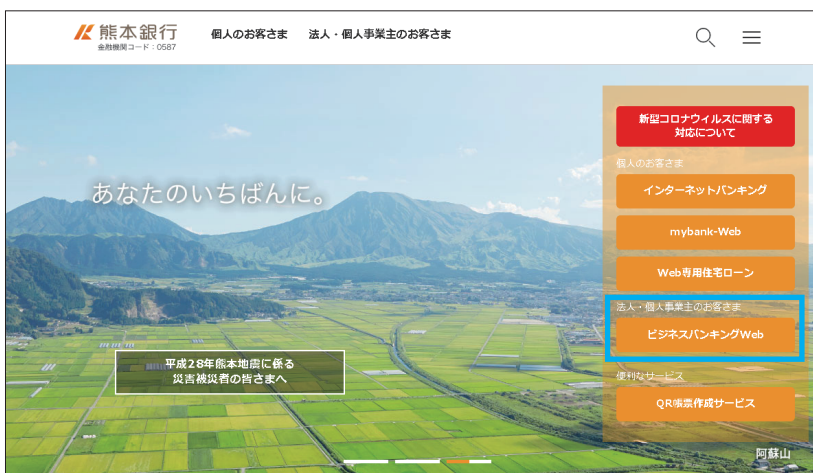 熊本銀行
金融機関コード：0587
個人のお客さま 法人・個人事業主のお客さま
新型コロナウィルスに関する
対応について
個人のお客さま
インターネットバンキング
あなたのいちばんに。
mybank-Web
Web専用住宅ローン
法人・個人事業主のお客さま
ビジネスバンキングWeb
平成28年熊本地震に係る
災害被災者の皆さまへ
便利なサービス
QR帳票作成サービス
阿蘇山